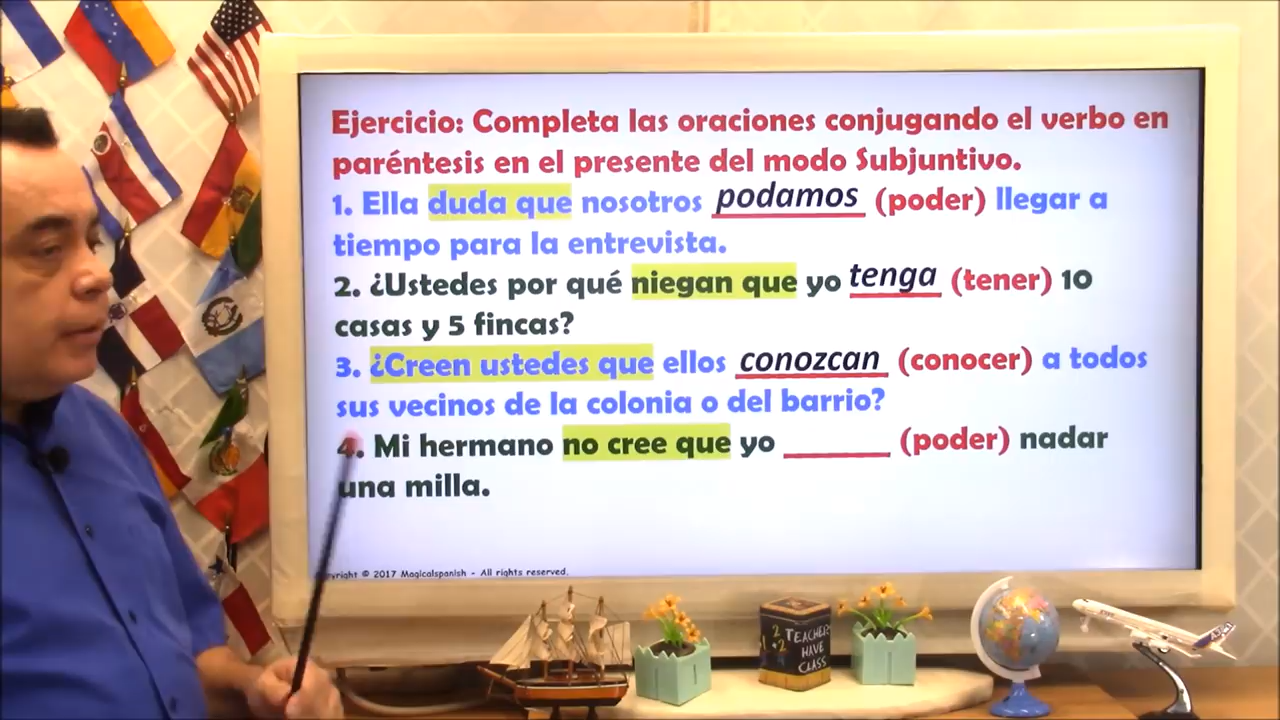 Ejercicio: Completa las oraciones conjugando el verbo en
paréntesis en el presente del modo Subjuntivo.
1. Ella duda que nosotros podamos (poder) llegar a
tiempo para la entrevista.
2. ¿Ustedes por qué niegan que yo tenga (tener) 10
casas y 5 fincas?
3. ¿Creen ustedes que ellos conozcan (conocer) a todos
sus vecinos de la colonia o del barrio?
4. Mi hermano no cree que yo ______ (poder) nadar
una milla.
yright © 2017 Magicalspanish - All rights reserved.
TEACHERS
HAVE
CLASS